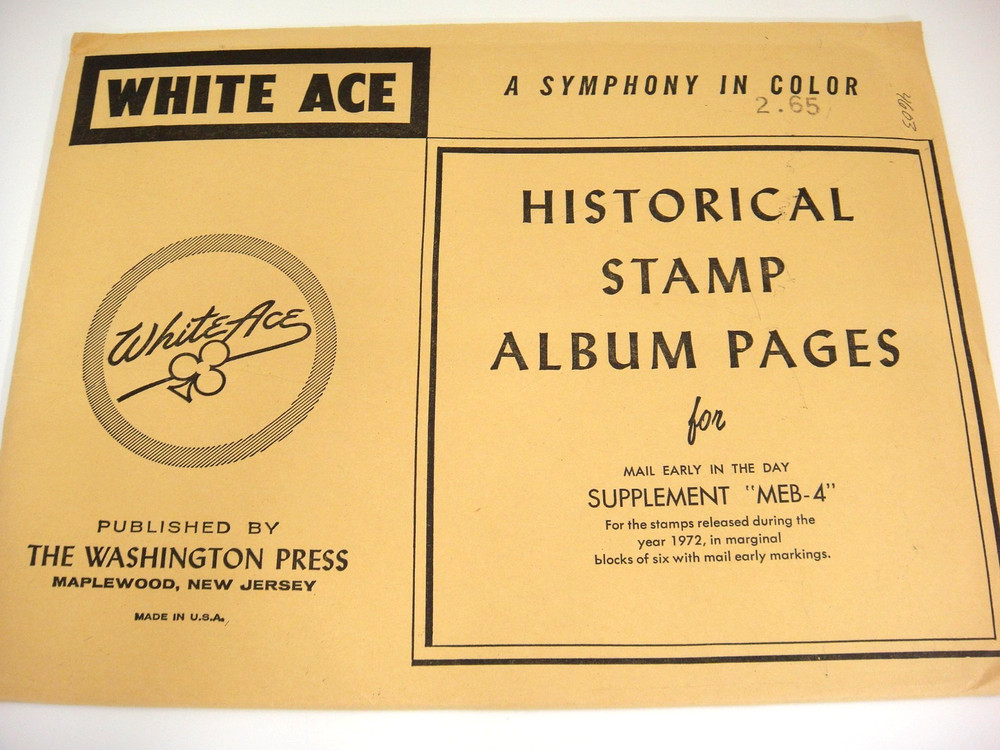 WHITE ACE
A SYMPHONY IN COLOR
2.65
4603
HISTORICAL
STAMP
ALBUM PAGES
for
MAIL EARLY IN THE DAY
SUPPLEMENT "MEB-4"
For the stamps released during the
year 1972, in marginal
blocks of six with mail early markings.
White Ace
PUBLISHED BY
THE WASHINGTON PRESS
MAPLEWOOD, NEW JERSEY
MADE IN U.S.A.